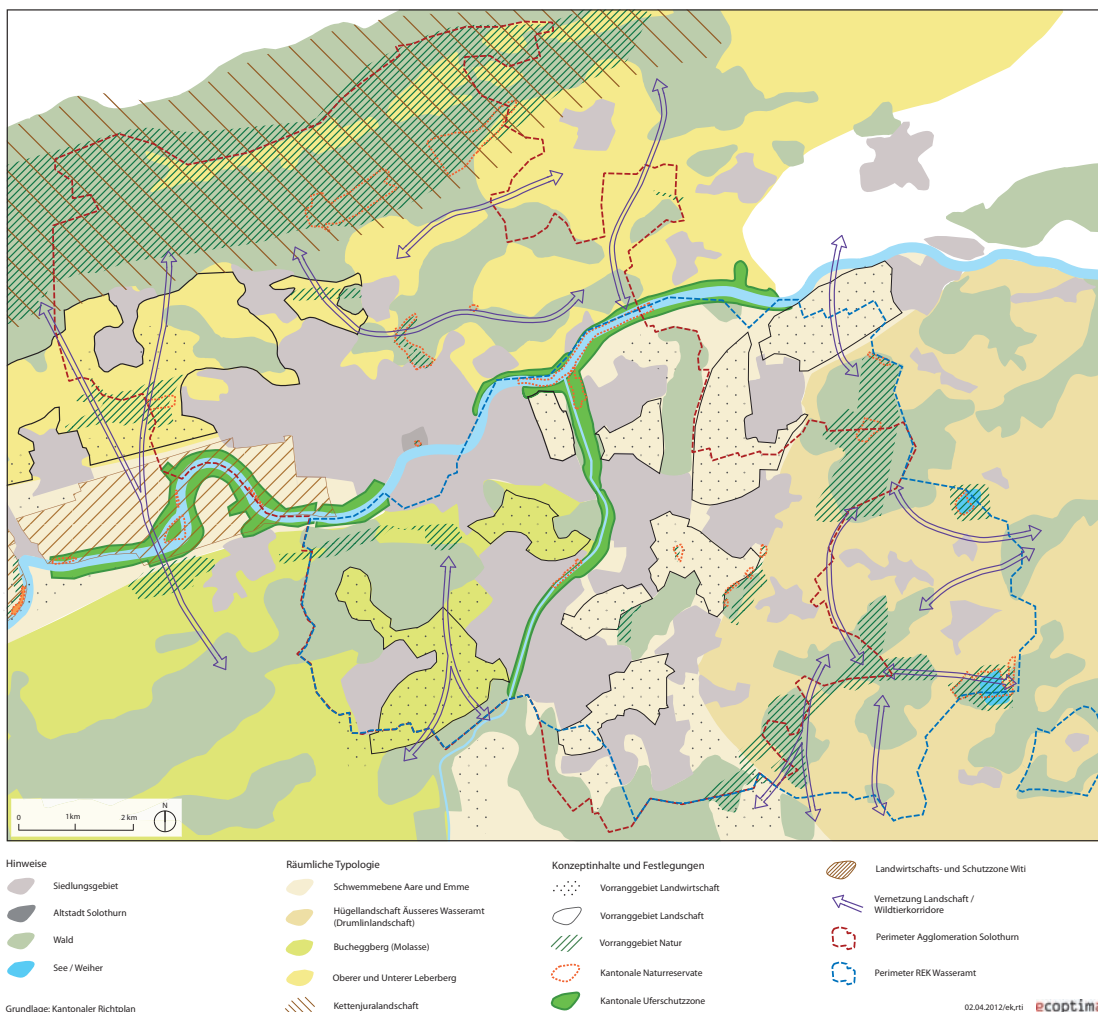 N
0
1km
2 km
Hinweise
Siedlungsgebiet
Altstadt Solothurn
Wald
See / Weiher
Grundlage: Kantonaler Richtplan
Räumliche Typologie
Schwemmebene Aare und Emme
Hügellandschaft Äusseres Wasseramt
(Drumlinlandschaft)
Bucheggberg (Molasse)
Oberer und Unterer Leberberg
Kettenjuralandschaft
Konzeptinhalte und Festlegungen
Vorranggebiet Landwirtschaft
Vorranggebiet Landschaft
Vorranggebiet Natur
Kantonale Naturreservate
Kantonale Uferschutzzone
Landwirtschafts- und Schutzzone Witi
Vernetzung Landschaft /
Wildtierkorridore
Perimeter Agglomeration Solothurn
Perimeter REK Wasseramt
02.04.2012/ek,rti
ecoptima